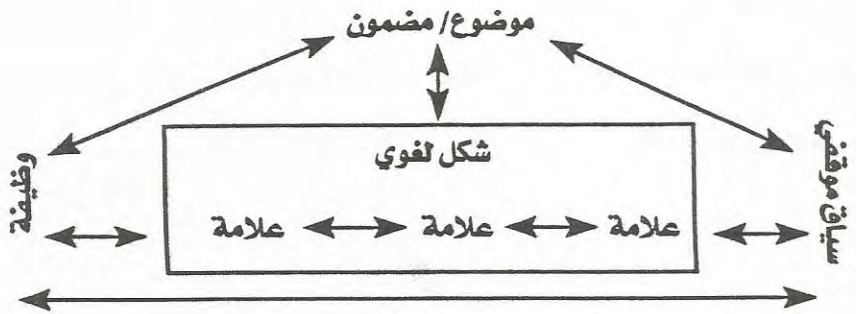 موضوع/ مضمون
سياق موقفي
شكل لغوي
علامة علامة علامة
وظيفة